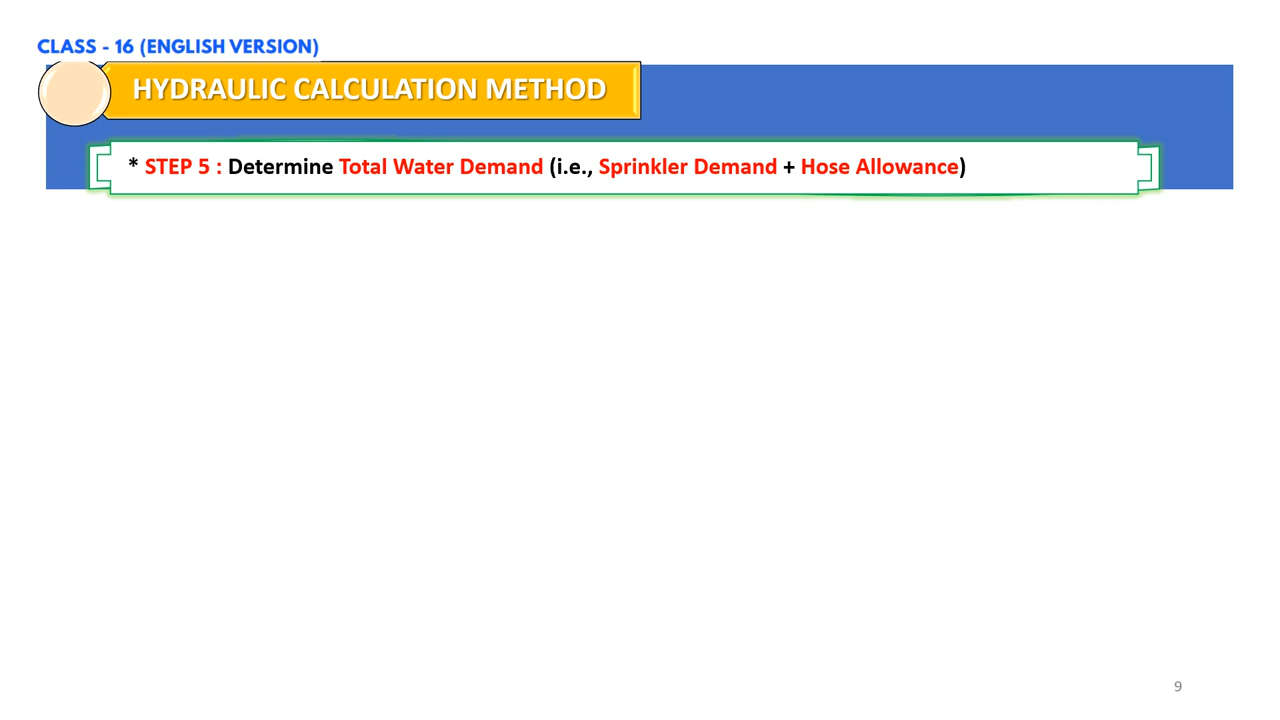 CLASS - 16 (ENGLISH VERSION)
HYDRAULIC CALCULATION METHOD
* STEP 5 : Determine Total Water Demand (i.e., Sprinkler Demand + Hose Allowance)
9